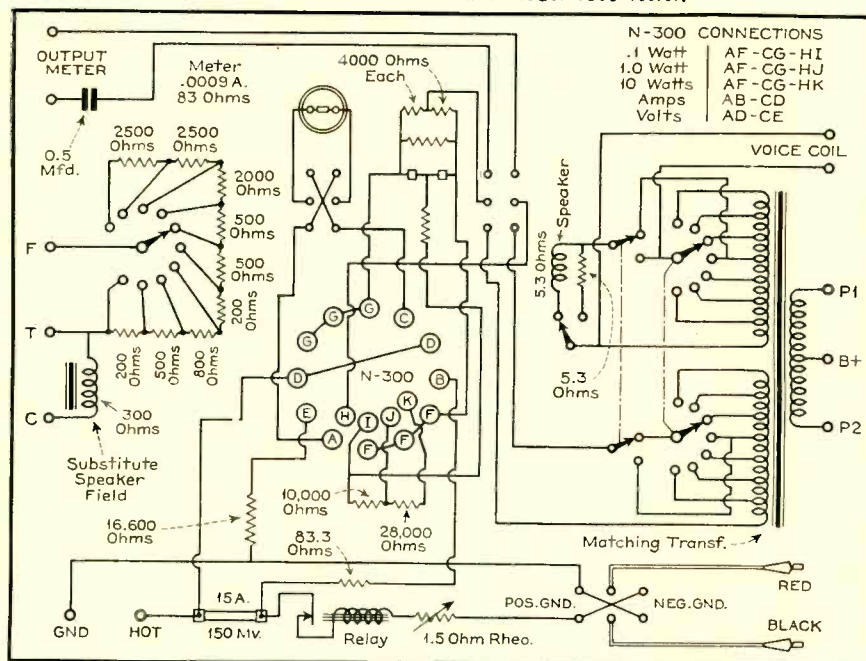 N-300 CONNECTIONS
.1 Watt | AF-CG-HI
1.0 Watt | AF-CG-HJ
10 Watts | AF-CG-HK
Amps | AB-CD
Volts | AD-CE
OUTPUT
METER
Meter
.0009 A.
83 Ohms
4000 Ohms
Each
0.5
Mfd.
2500
Ohms
2500
Ohms
2000
Ohms
500
Ohms
500
Ohms
200
Ohms
F
T
C
200
Ohms
500
Ohms
800
Ohms
300
Ohms
Substitute
Speaker
Field
VOICE COIL
Speaker
5.3 Ohms
5.3
Ohms
P1
B+
P2
G
G
G
C
D
D
N-300
B
E
H
I
J
K
F
A
F
F
10,000
Ohms
28,000
Ohms
16,600
Ohms
83.3
Ohms
Matching Transf.
GND
HOT
15 A.
150 Mv.
Relay
1.5 Ohm Rheo.
POS.GND.
NEG.GND.
RED
BLACK